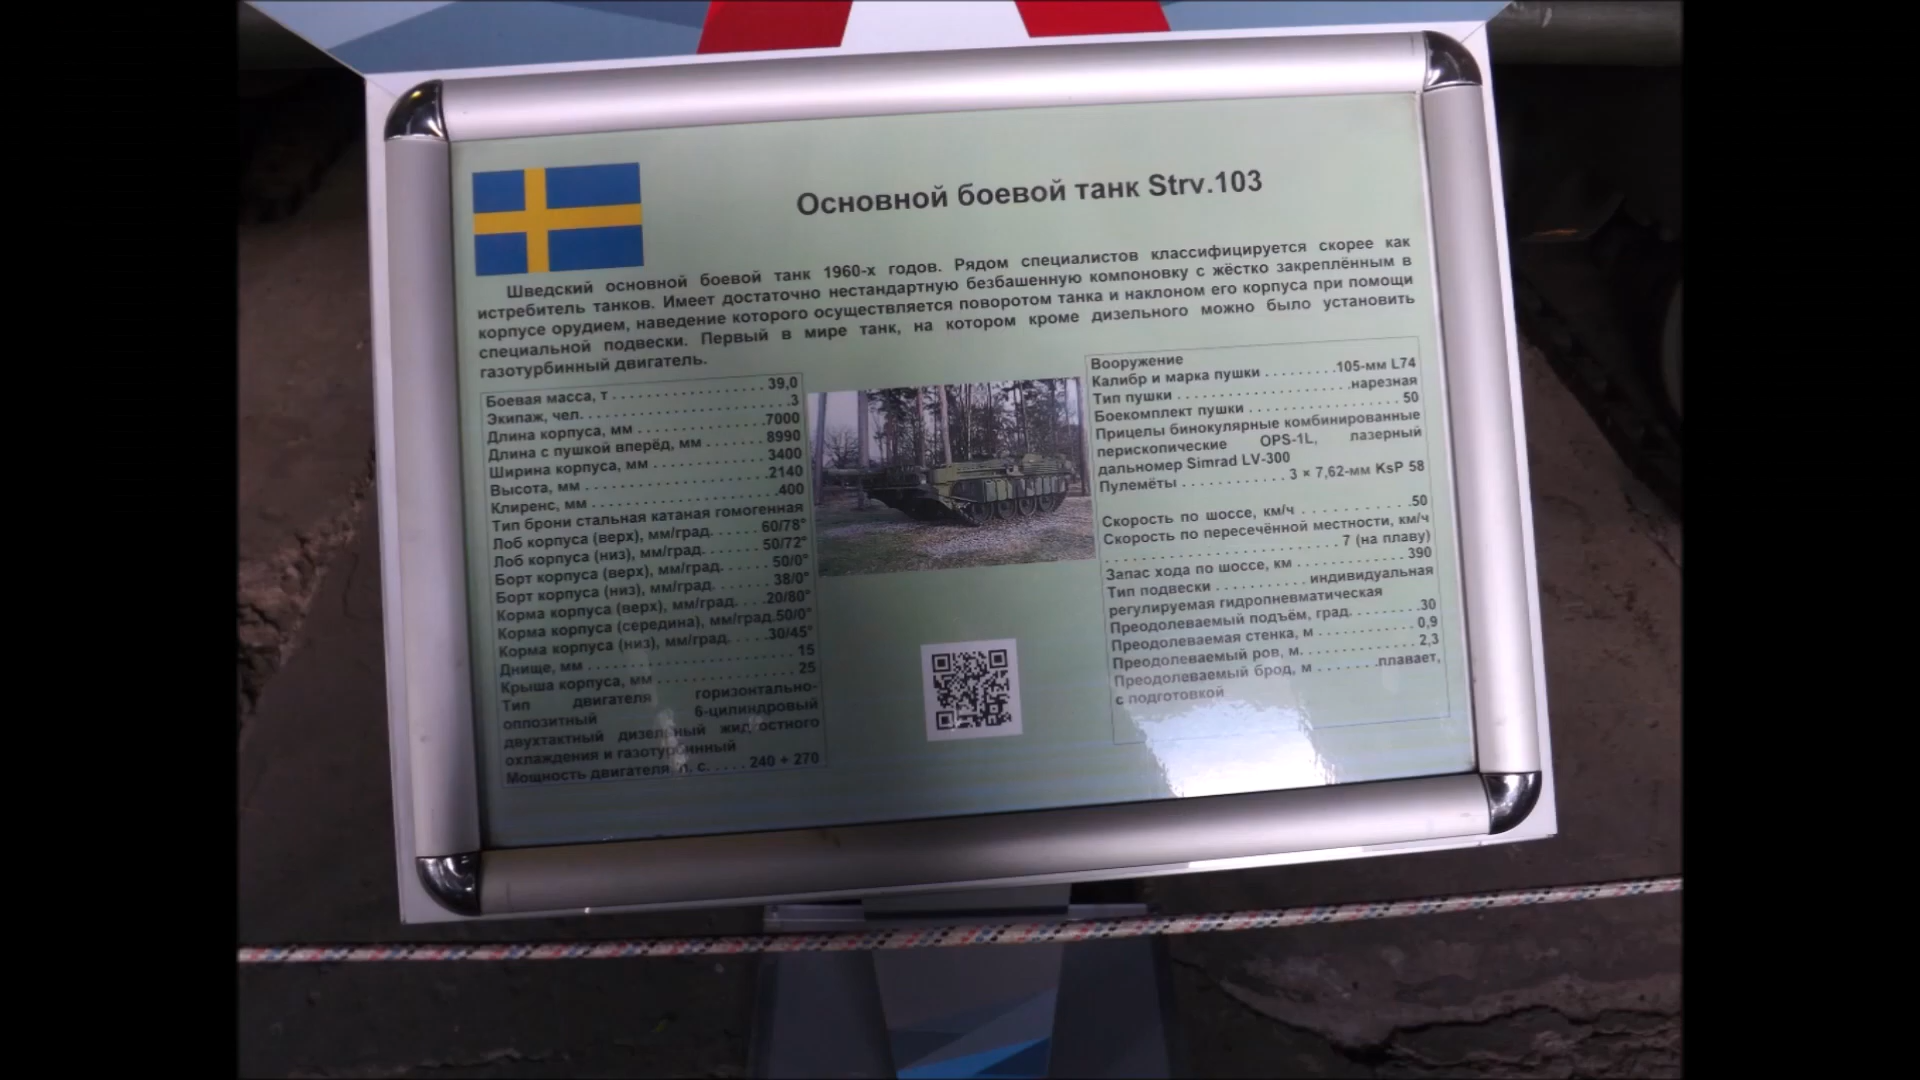 Основной боевой танк Strv.103
Шведский основной боевой танк 1960-х годов. Рядом специалистов классифицируется скорее как
истребитель танков. Имеет достаточно нестандартную безбашенную компоновку с жёстко закреплённым в
корпусе орудием, наведение которого осуществляется поворотом танка и наклоном его корпуса при помощи
специальной подвески. Первый в мире танк, на котором кроме дизельного можно было установить
газотурбинный двигатель.
Боевая масса, т . . . . . . . . . . . . . . . . . 39,0
Экипаж, чел. . . . . . . . . . . . . . . . . . . . . . . .3
Длина корпуса, мм . . . . . . . . . . . . . .7000
Длина с пушкой вперёд, мм . . . . . . . 8990
Ширина корпуса, мм . . . . . . . . . . . . . 3400
Высота, мм . . . . . . . . . . . . . . . . . . . . .2140
Клиренс, мм . . . . . . . . . . . . . . . . . . . . .400
Тип брони стальная катаная гомогенная
Лоб корпуса (верх), мм/град. . . . . . 60/78°
Лоб корпуса (низ), мм/град. . . . . . . 50/72°
Борт корпуса (верх), мм/град. . . . . . 50/0°
Борт корпуса (низ), мм/град. . . . . . . 38/0°
Корма корпуса (верх), мм/град. . . .20/80°
Корма корпуса (середина), мм/град.50/0°
Корма корпуса (низ), мм/град. . . . . .30/45°
Днище, мм . . . . . . . . . . . . . . . . . . . . . . 15
Крыша корпуса, мм . . . . . . . . . . . . . . . 25
Тип двигателя горизонтально-
оппозитный 6-цилиндровый
двухтактный дизельный жидкостного
охлаждения и газотурбинный
Мощность двигателя, л. с. . . . . 240 + 270
Вооружение
Калибр и марка пушки . . . . . . . . .105-мм L74
Тип пушки . . . . . . . . . . . . . . . . . . . . .нарезная
Боекомплект пушки . . . . . . . . . . . . . . . . . . 50
Прицелы бинокулярные комбинированные
перископические OPS-1L, лазерный
дальномер Simrad LV-300
Пулемёты . . . . . . . . . . . 3 × 7,62-мм KsP 58
Скорость по шоссе, км/ч . . . . . . . . . . . . .50
Скорость по пересечённой местности, км/ч
. . . . . . . . . . . . . . . . . . . . . . . . 7 (на плаву)
Запас хода по шоссе, км . . . . . . . . . . . . . 390
Тип подвески . . . . . . . . . . . индивидуальная
регулируемая гидропневматическая
Преодолеваемый подъём, град. . . . . . . . .30
Преодолеваемая стенка, м . . . . . . . . . . . 0,9
Преодолеваемый ров, м. . . . . . . . . . . . . . 2,3
Преодолеваемый брод, м . . . . . . . .плавает,
с подготовкой